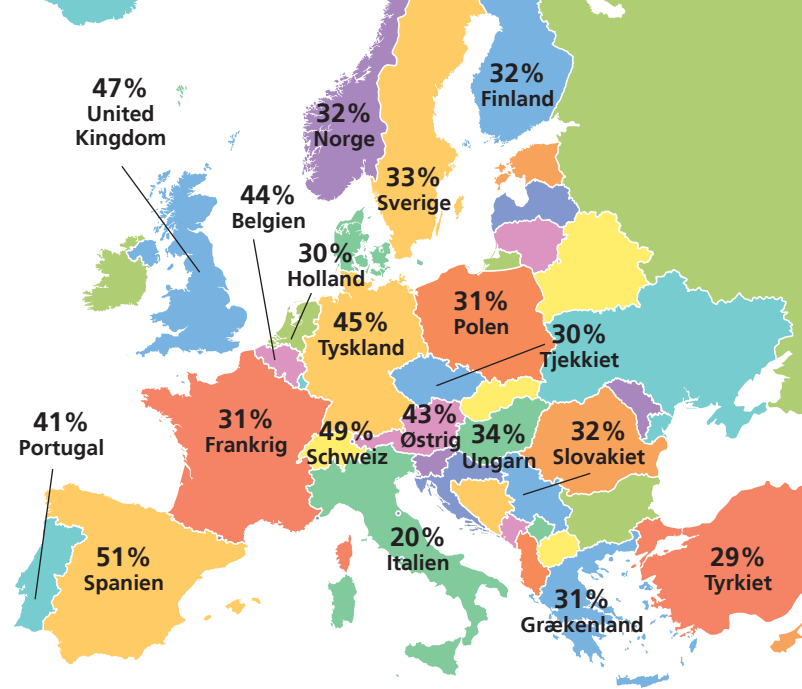 32%
Finland
47%
United
Kingdom
32%
Norge
33%
Sverige
44%
Belgien
30%
Holland
31%
Polen
45%
Tyskland
30%
Tjekkiet
41%
Portugal
31%
Frankrig
49%
Schweiz
43%
Østrig
34%
Ungarn
32%
Slovakiet
20%
Italien
51%
Spanien
29%
Tyrkiet
31%
Grækenland